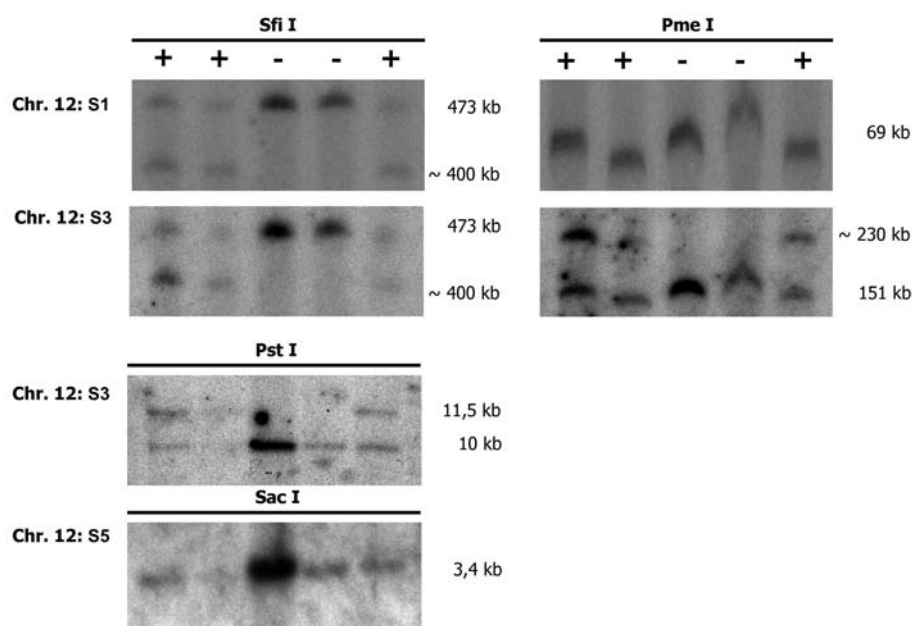 Sfi I
+ + - - +
Chr. 12: S1
473 kb
~ 400 kb
Chr. 12: S3
473 kb
~ 400 kb
Pme I
+ + - - +
69 kb
~ 230 kb
151 kb
Pst I
Chr. 12: S3
11,5 kb
10 kb
Sac I
Chr. 12: S5
3,4 kb